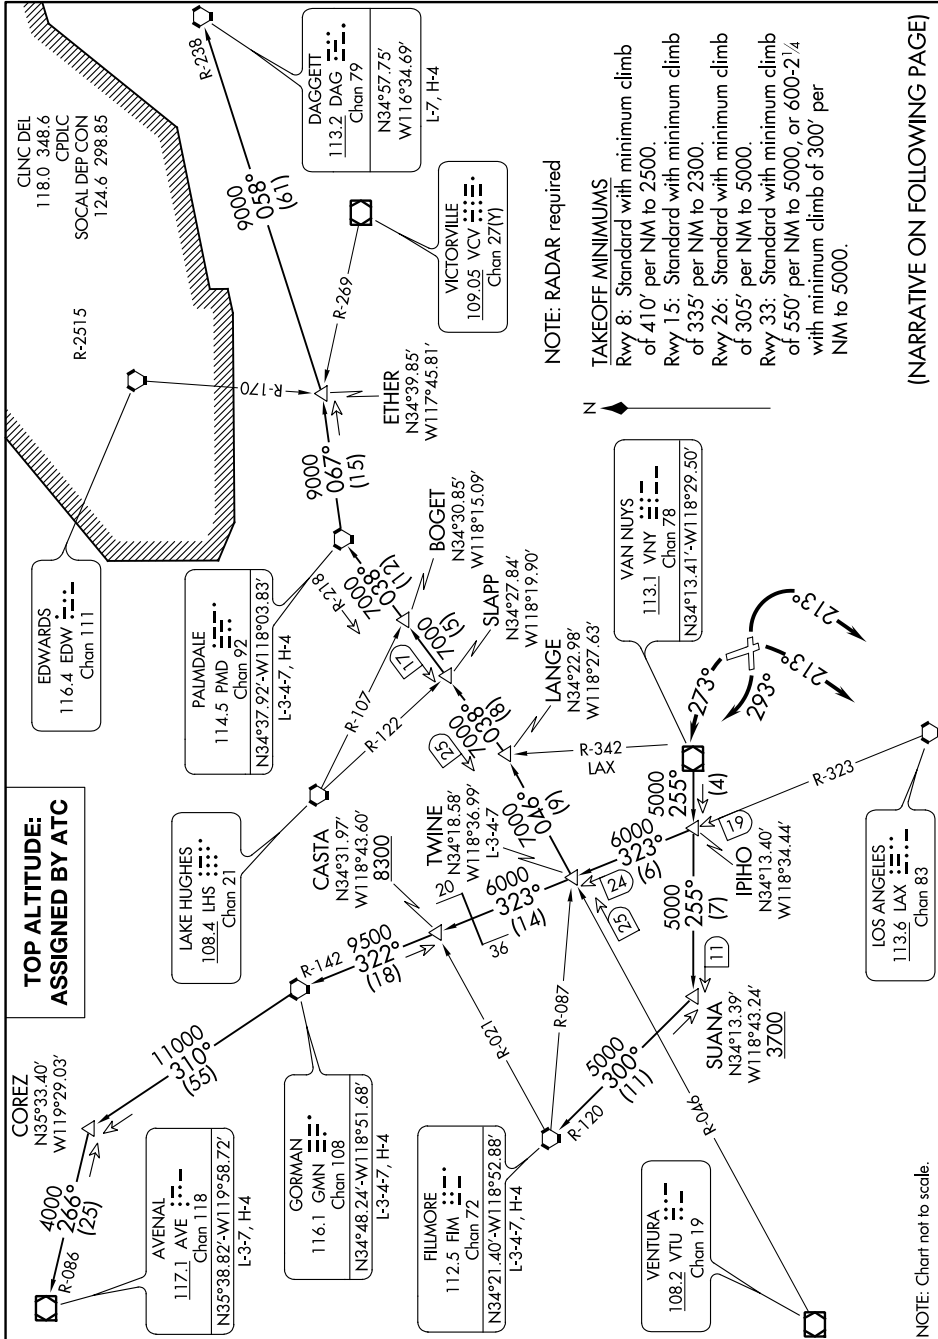 TOP ALTITUDE:
ASSIGNED BY ATC
CLNC DEL
118.0 348.6
CPDLC
SOCAL DEP CON
124.6 298.85
R-2515
EDWARDS
116.4 EDW
Chan 111
DAGGETT
113.2 DAG
Chan 79
N34°57.75'
W116°34.69'
L-7, H-4
R-238
9000
058°
(61)
VICTORVILLE
109.05 VCV
Chan 27(Y)
R-269
R-170
ETHER
N34°39.85'
W117°45.81'
9000
067°
(15)
PALMDALE
114.5 PMD
Chan 92
N34°37.92'-W118°03.83'
L-3-4-7, H-4
R-218
7000
038°
(12)
BOGET
N34°30.85'
W118°15.09'
LAKE HUGHES
108.4 LHS
Chan 21
R-107
R-122
17
7000
(5)
SLAPP
N34°27.84'
W118°19.90'
7000
038°
(8)
25
LANGE
N34°22.98'
W118°27.63'
R-342
LAX
7000
046°
(9)
TWINE
N34°18.58'
W118°36.99'
L-3-4-7
CASTA
N34°31.97'
W118°43.60'
8300
COREZ
N35°33.40'
W119°29.03'
4000
266°
(25)
R-086
AVENAL
117.1 AVE
Chan 118
N35°38.82'-W119°58.72'
L-3-7, H-4
11000
310°
(55)
GORMAN
116.1 GMN
Chan 108
N34°48.24'-W118°51.68'
L-3-4-7, H-4
R-142
9500
322°
(18)
20
36
6000
323°
(14)
R-021
R-087
FILLMORE
112.5 FIM
Chan 72
N34°21.40'-W118°52.88'
L-3-4-7, H-4
R-120
5000
300°
(11)
24
25
6000
323°
(6)
R-046
VENTURA
108.2 VTU
Chan 19
SUANA
N34°13.39'
W118°43.24'
3700
11
5000
255°
(7)
IPIHO
N34°13.40'
W118°34.44'
19
5000
255°
(4)
R-323
LOS ANGELES
113.6 LAX
Chan 83
VAN NUYS
113.1 VNY
Chan 78
N34°13.41'-W118°29.50'
273°
293°
213°
213°
N
NOTE: RADAR required
TAKEOFF MINIMUMS
Rwy 8: Standard with minimum climb
of 410' per NM to 2500.
Rwy 15: Standard with minimum climb
of 335' per NM to 2300.
Rwy 26: Standard with minimum climb
of 305' per NM to 5000.
Rwy 33: Standard with minimum climb
of 550' per NM to 5000, or 600-2¼
with minimum climb of 300' per
NM to 5000.
(NARRATIVE ON FOLLOWING PAGE)
NOTE: Chart not to scale.